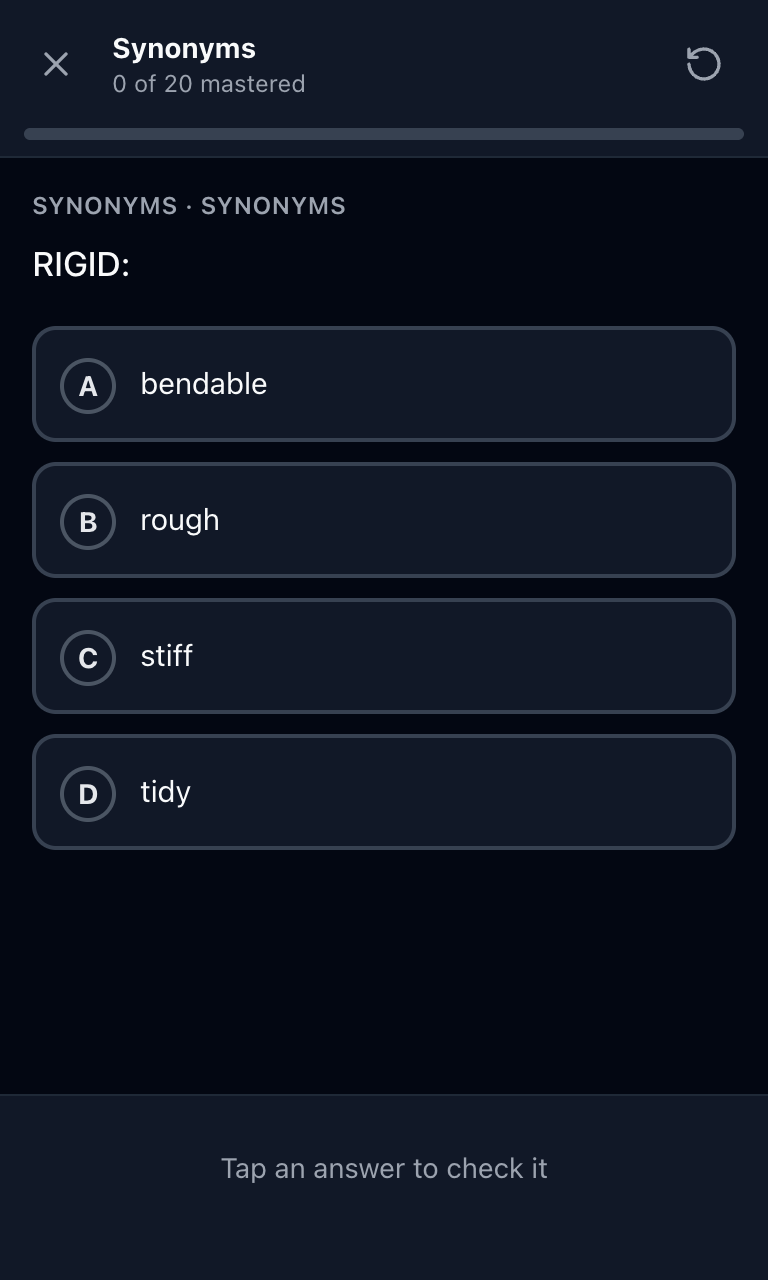 Synonyms
0 of 20 mastered
SYNONYMS · SYNONYMS
RIGID:
A bendable
B rough
C stiff
D tidy
Tap an answer to check it